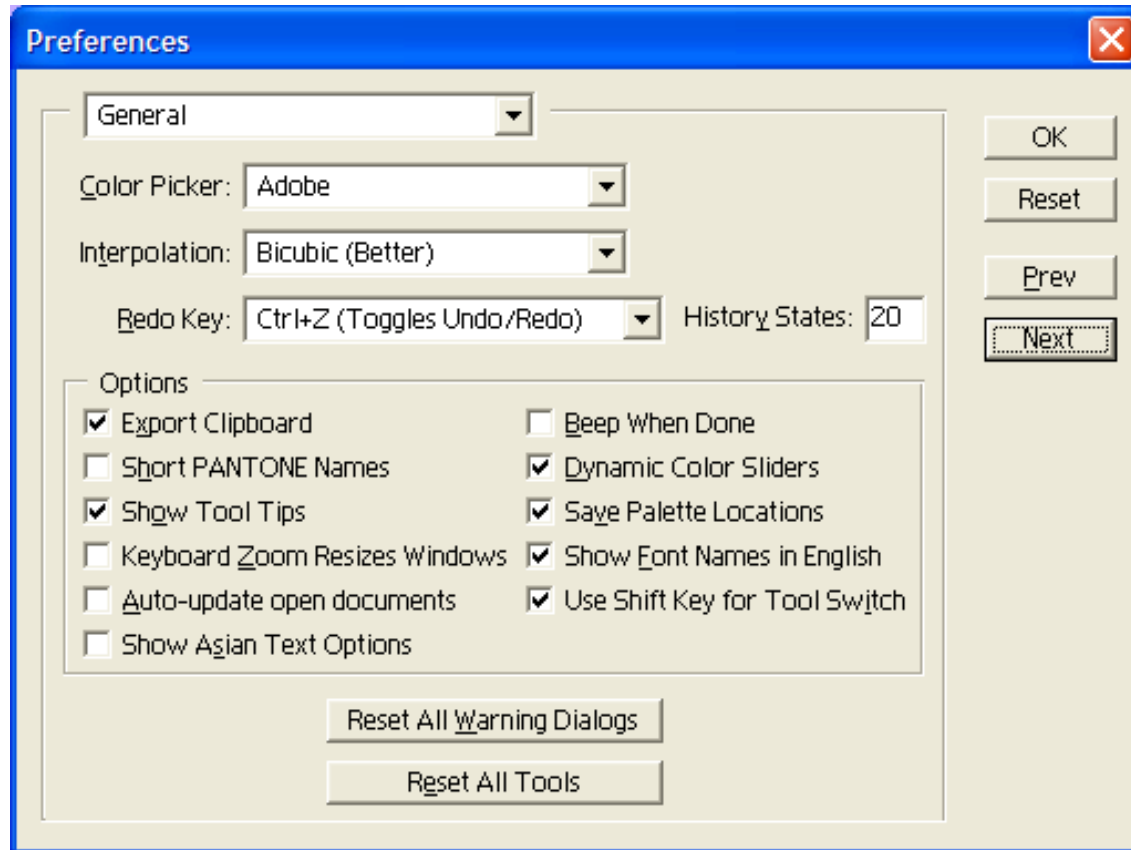 Preferences
General
OK
Color Picker: Adobe
Reset
Interpolation: Bicubic (Better)
Prev
Redo Key: Ctrl+Z (Toggles Undo/Redo) History States: 20
Next
Options
Export Clipboard
Beep When Done
Short PANTONE Names
Dynamic Color Sliders
Show Tool Tips
Save Palette Locations
Keyboard Zoom Resizes Windows
Show Font Names in English
Auto-update open documents
Use Shift Key for Tool Switch
Show Asian Text Options
Reset All Warning Dialogs
Reset All Tools